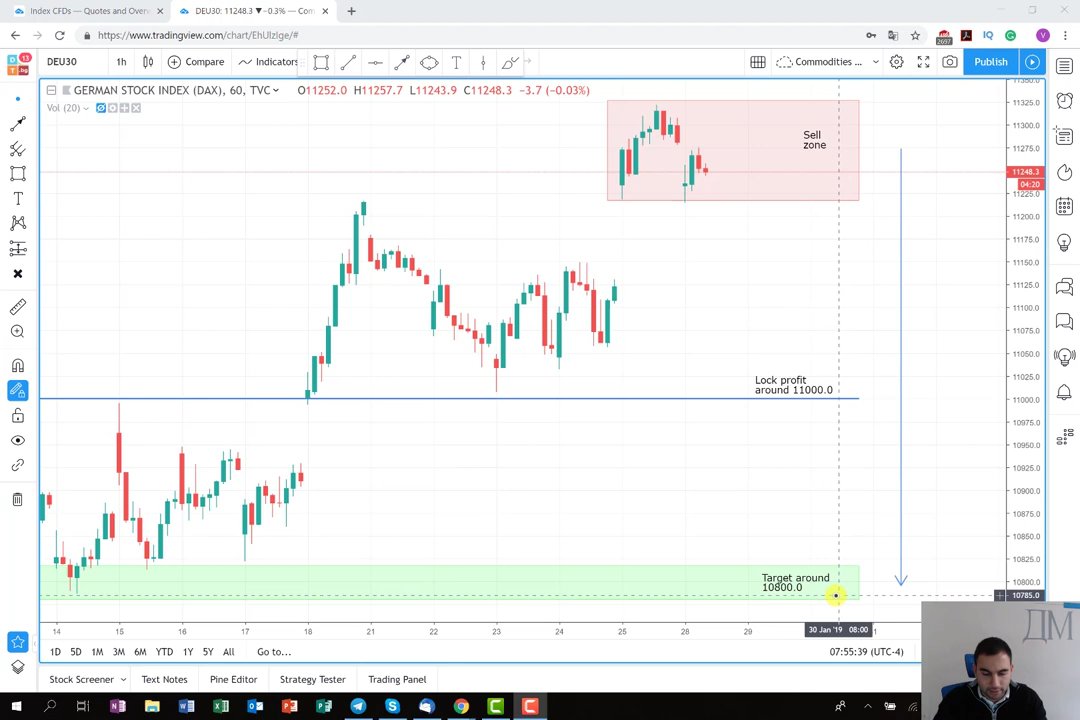 Index CFDs — Quotes and Over
DEU30: 11248.3 ▼−0.3% — Com
https://www.tradingview.com/chart/EhUlzlge/#
2697
IQ
V
13
DEU30
1h
Compare
Indicators
Commodities ...
Publish
GERMAN STOCK INDEX (DAX), 60, TVC
O11252.0 H11257.7 L11243.9 C11248.3 −3.7 (−0.03%)
Vol (20)
11350.0
11325.0
11300.0
11275.0
11248.3
04:20
11225.0
11200.0
11175.0
11150.0
11125.0
11100.0
11075.0
11050.0
11025.0
11000.0
10975.0
10950.0
10925.0
10900.0
10875.0
10850.0
10825.0
10800.0
10785.0
Sell
zone
Lock profit
around 11000.0
Target around
10800.0
14 15 16 17 18 21 22 23 24 25 28 29 30 Jan '19 08:00
1D 5D 1M 3M 6M YTD 1Y 5Y All Go to...
07:55:39 (UTC-4)
Stock Screener Text Notes Pine Editor Strategy Tester Trading Panel
ДМ